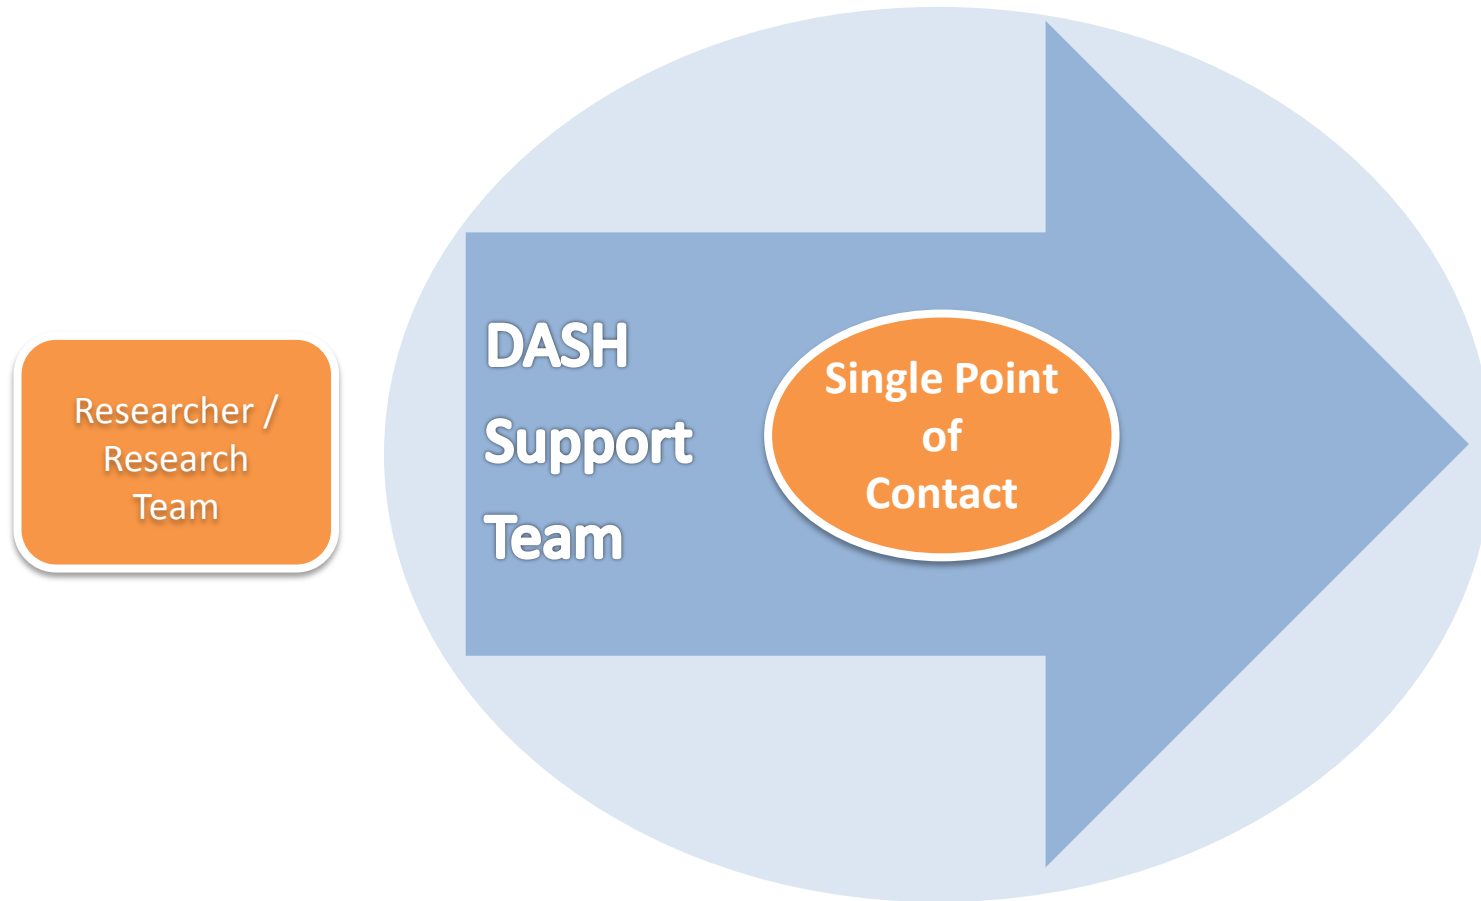 Researcher /
Research
Team
DASH
Support
Team
Single Point
of
Contact